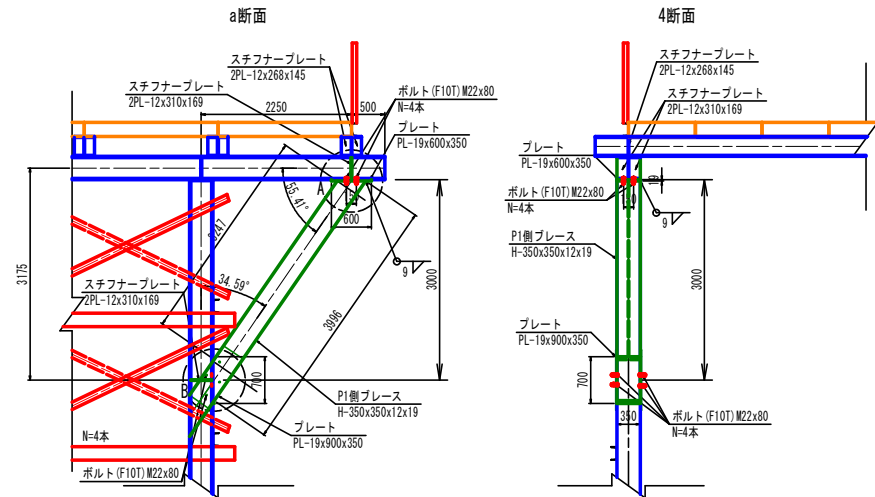 a断面
スチフナープレート
2PL-12x268x145
スチフナープレート
2PL-12x310x169
ボルト(F10T)M22x80
N=4本
プレート
PL-19x600x350
2250
500
A
55.41°
600
3247
9
3175
34.59°
3000
3996
スチフナープレート
2PL-12x310x169
B
700
P1側ブレース
H-350x350x12x19
プレート
PL-19x900x350
N=4本
ボルト(F10T)M22x80
4断面
スチフナープレート
2PL-12x268x145
スチフナープレート
2PL-12x310x169
プレート
PL-19x600x350
ボルト(F10T)M22x80
N=4本
19
9
P1側ブレース
H-350x350x12x19
3000
プレート
PL-19x900x350
700
350
ボルト(F10T)M22x80
N=4本